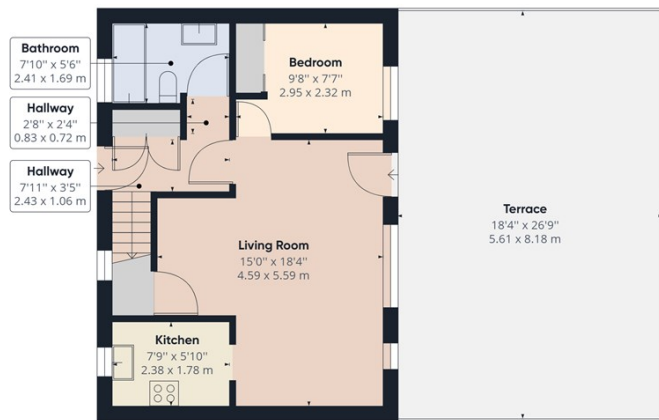 Bathroom
7'10" x 5'6"
2.41 x 1.69 m
Hallway
2'8" x 2'4"
0.83 x 0.72 m
Hallway
7'11" x 3'5"
2.43 x 1.06 m
Bedroom
9'8" x 7'7"
2.95 x 2.32 m
Living Room
15'0" x 18'4"
4.59 x 5.59 m
Kitchen
7'9" x 5'10"
2.38 x 1.78 m
Terrace
18'4" x 26'9"
5.61 x 8.18 m